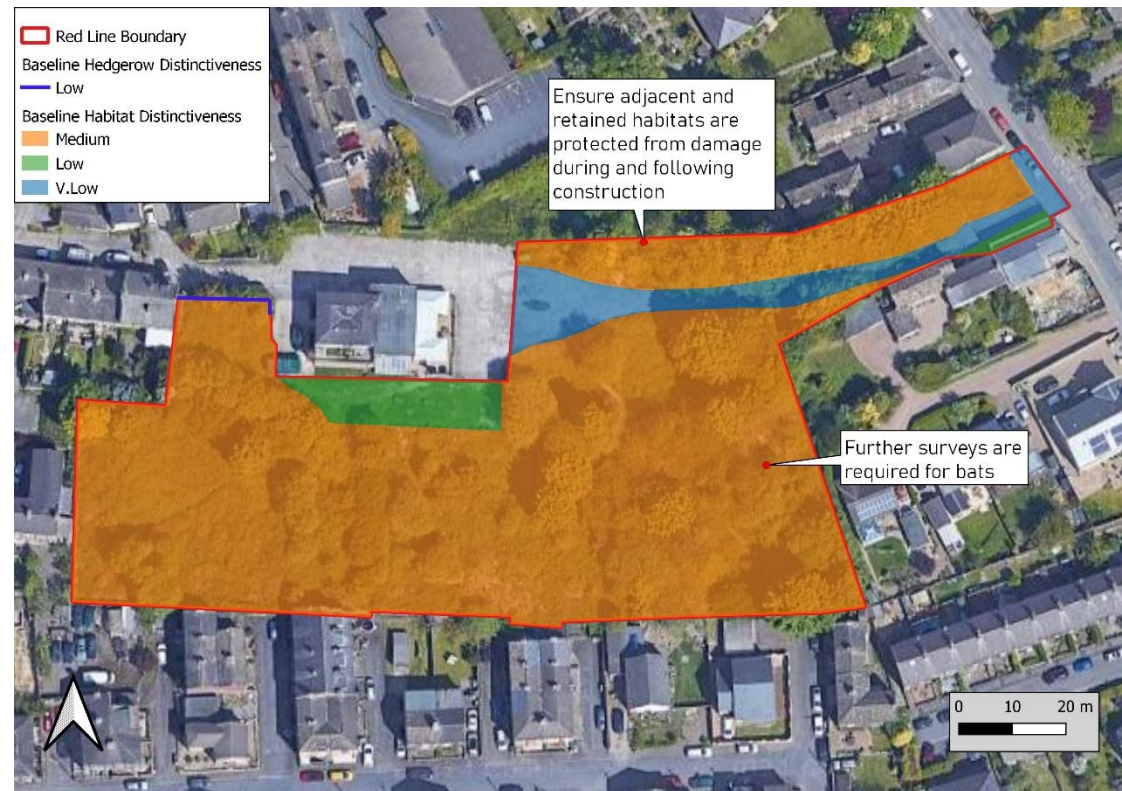 Red Line Boundary
Baseline Hedgerow Distinctiveness
Low
Baseline Habitat Distinctiveness
Medium
Low
V.Low
Ensure adjacent and
retained habitats are
protected from damage
during and following
construction
Further surveys are
required for bats
0 10 20 m